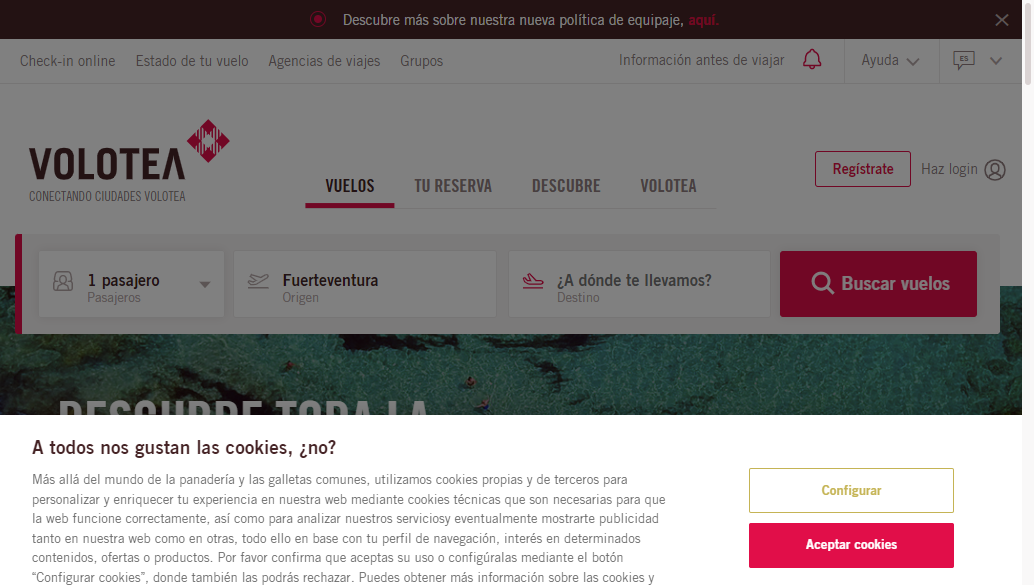 Descubre más sobre nuestra nueva política de equipaje, aquí.
Check-in online Estado de tu vuelo Agencias de viajes Grupos Información antes de viajar Ayuda ES
VOLOTEA
CONECTANDO CIUDADES VOLOTEA
VUELOS TU RESERVA DESCUBRE VOLOTEA
Regístrate Haz login
1 pasajero
Pasajeros
Fuerteventura
Origen
¿A dónde te llevamos?
Destino
Buscar vuelos
DESCUBRE TODA LA
A todos nos gustan las cookies, ¿no?
Más allá del mundo de la panadería y las galletas comunes, utilizamos cookies propias y de terceros para
personalizar y enriquecer tu experiencia en nuestra web mediante cookies técnicas que son necesarias para que
la web funcione correctamente, así como para analizar nuestros serviciosy eventualmente mostrarte publicidad
tanto en nuestra web como en otras, todo ello en base con tu perfil de navegación, interés en determinados
contenidos, ofertas o productos. Por favor confirma que aceptas su uso o configúralas mediante el botón
“Configurar cookies”, donde también las podrás rechazar. Puedes obtener más información sobre las cookies y
Configurar
Aceptar cookies